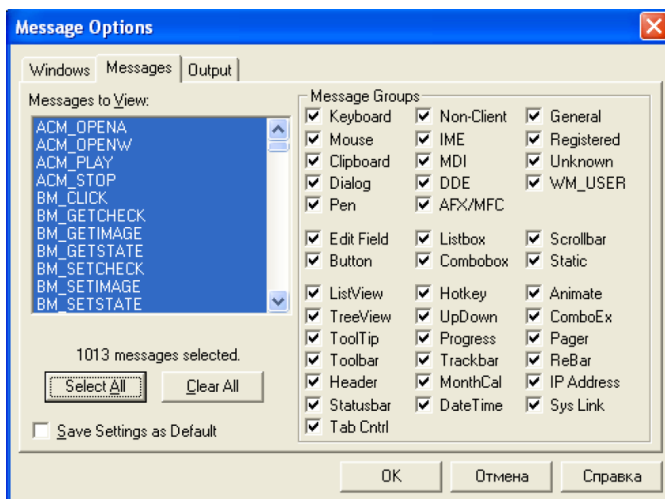 Message Options
Windows Messages Output
Messages to View:
ACM_OPENA
ACM_OPENW
ACM_PLAY
ACM_STOP
BM_CLICK
BM_GETCHECK
BM_GETIMAGE
BM_GETSTATE
BM_SETCHECK
BM_SETIMAGE
BM_SETSTATE
1013 messages selected.
Select All Clear All
Save Settings as Default
Message Groups
Keyboard Non-Client General
Mouse IME Registered
Clipboard MDI Unknown
Dialog DDE WM_USER
Pen AFX/MFC
Edit Field Listbox Scrollbar
Button Combobox Static
ListView Hotkey Animate
TreeView UpDown ComboEx
ToolTip Progress Pager
Toolbar Trackbar ReBar
Header MonthCal IP Address
Statusbar DateTime Sys Link
Tab Cntrl
OK Отмена Справка